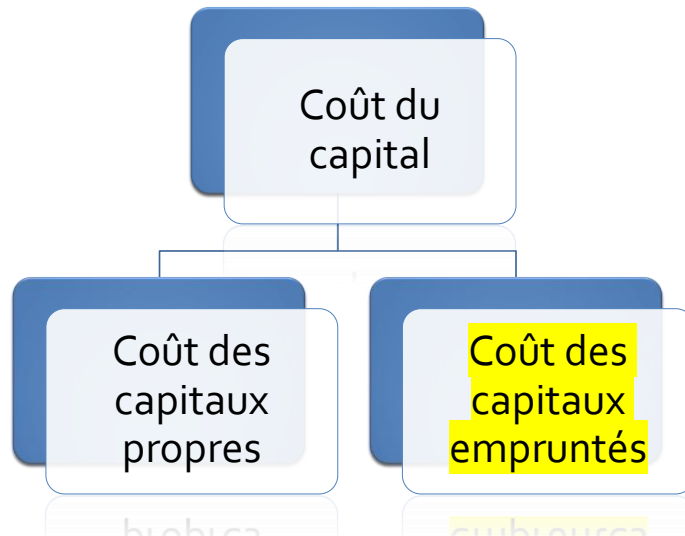 Coût du
capital
Coût des
capitaux
propres
Coût des
capitaux
empruntés